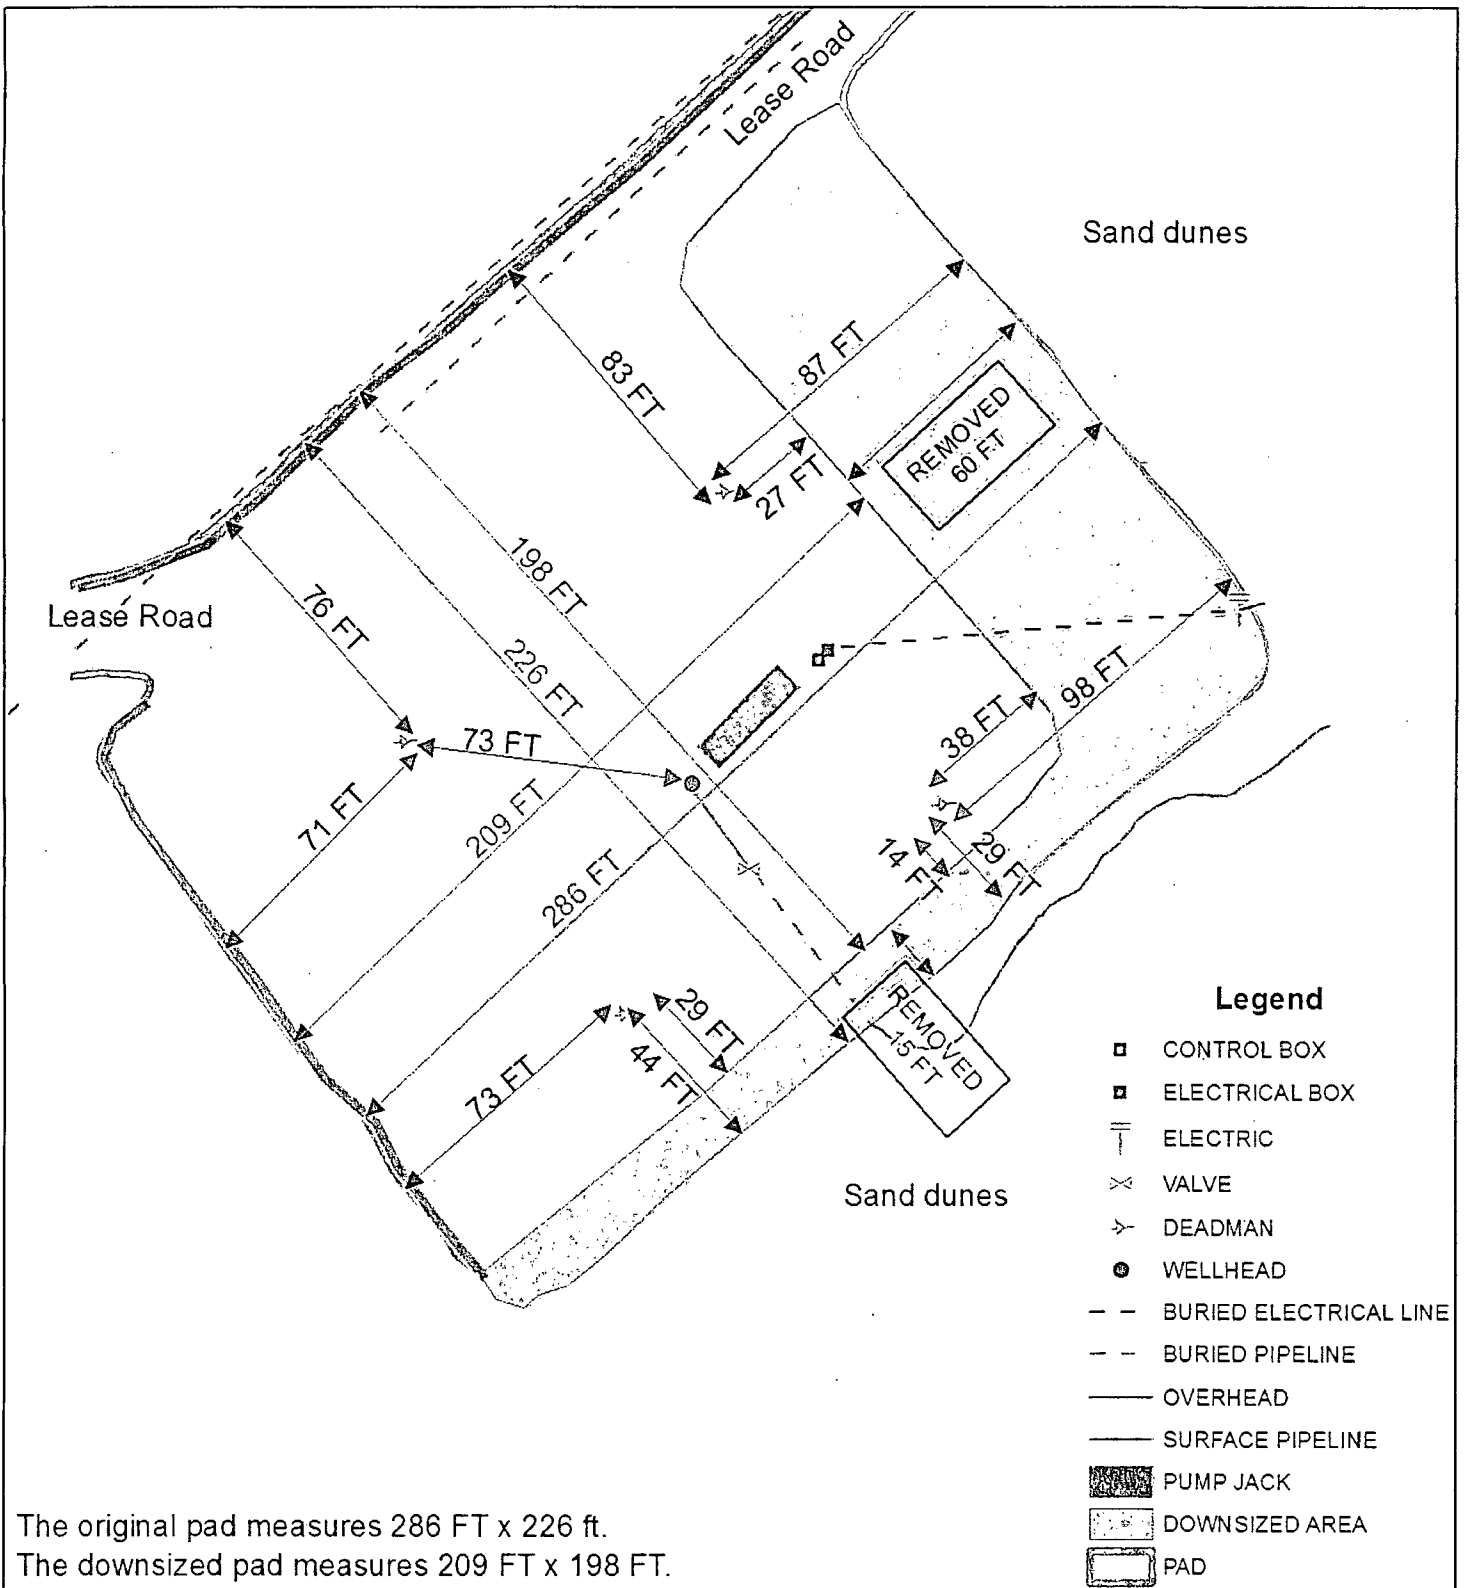 Lease Road
Sand dunes
83 FT
87 FT
REMOVED
60 FT
27 FT
198 FT
76 FT
Lease Road
226 FT
98 FT
38 FT
73 FT
71 FT
209 FT
14 FT
29 FT
286 FT
29 FT
REMOVED
15 FT
44 FT
73 FT
Sand dunes
Legend
CONTROL BOX
ELECTRICAL BOX
ELECTRIC
VALVE
DEADMAN
WELLHEAD
BURIED ELECTRICAL LINE
BURIED PIPELINE
OVERHEAD
SURFACE PIPELINE
PUMP JACK
DOWNSIZED AREA
PAD
The original pad measures 286 FT x 226 ft.
The downsized pad measures 209 FT x 198 FT.